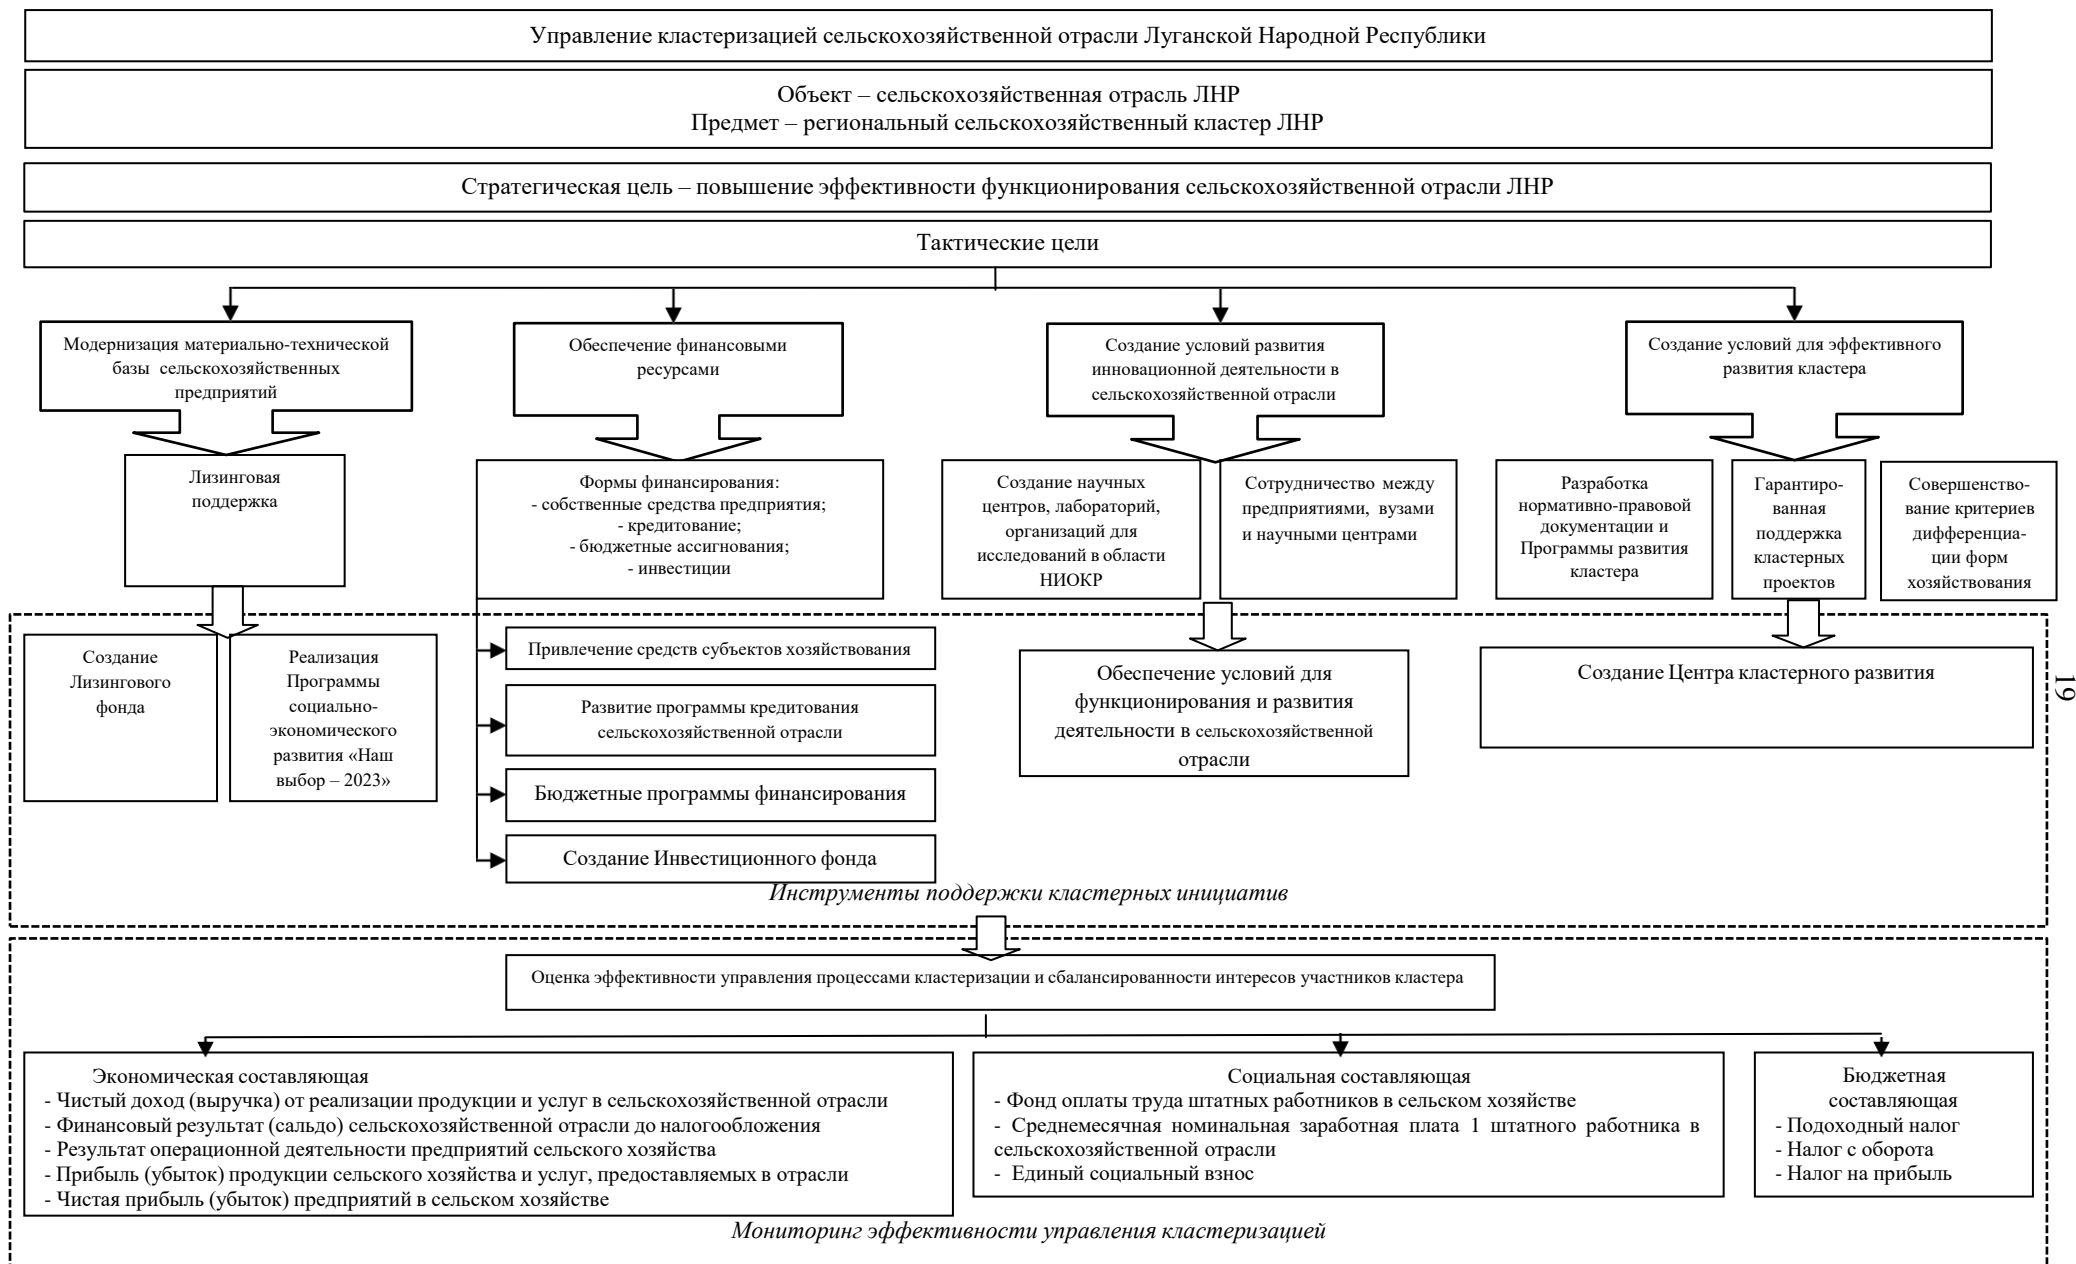 Управление кластеризацией сельскохозяйственной отрасли Луганской Народной Республики
Объект – сельскохозяйственная отрасль ЛНР
Предмет – региональный сельскохозяйственный кластер ЛНР
Стратегическая цель – повышение эффективности функционирования сельскохозяйственной отрасли ЛНР
Тактические цели
Модернизация материально-технической
базы сельскохозяйственных
предприятий
Обеспечение финансовыми
ресурсами
Создание условий развития
инновационной деятельности в
сельскохозяйственной отрасли
Создание условий для эффективного
развития кластера
Лизинговая
поддержка
Формы финансирования:
- собственные средства предприятия;
- кредитование;
- бюджетные ассигнования;
- инвестиции
Создание научных
центров, лабораторий,
организаций для
исследований в области
НИОКР
Сотрудничество между
предприятиями, вузами
и научными центрами
Разработка
нормативно-правовой
документации и
Программы развития
кластера
Гарантиро-
ванная
поддержка
кластерных
проектов
Совершенство-
вание критериев
дифференциа-
ции форм
хозяйствования
Создание
Лизингового
фонда
Реализация
Программы
социально-
экономического
развития «Наш
выбор – 2023»
Привлечение средств субъектов хозяйствования
Развитие программы кредитования
сельскохозяйственной отрасли
Бюджетные программы финансирования
Создание Инвестиционного фонда
Обеспечение условий для
функционирования и развития
деятельности в сельскохозяйственной
отрасли
Создание Центра кластерного развития
19
Инструменты поддержки кластерных инициатив
Оценка эффективности управления процессами кластеризации и сбалансированности интересов участников кластера
Экономическая составляющая
- Чистый доход (выручка) от реализации продукции и услуг в сельскохозяйственной отрасли
- Финансовый результат (сальдо) сельскохозяйственной отрасли до налогообложения
- Результат операционной деятельности предприятий сельского хозяйства
- Прибыль (убыток) продукции сельского хозяйства и услуг, предоставляемых в отрасли
- Чистая прибыль (убыток) предприятий в сельском хозяйстве
Социальная составляющая
- Фонд оплаты труда штатных работников в сельском хозяйстве
- Среднемесячная номинальная заработная плата 1 штатного работника в
сельскохозяйственной отрасли
- Единый социальный взнос
Бюджетная
составляющая
- Подоходный налог
- Налог с оборота
- Налог на прибыль
Мониторинг эффективности управления кластеризацией